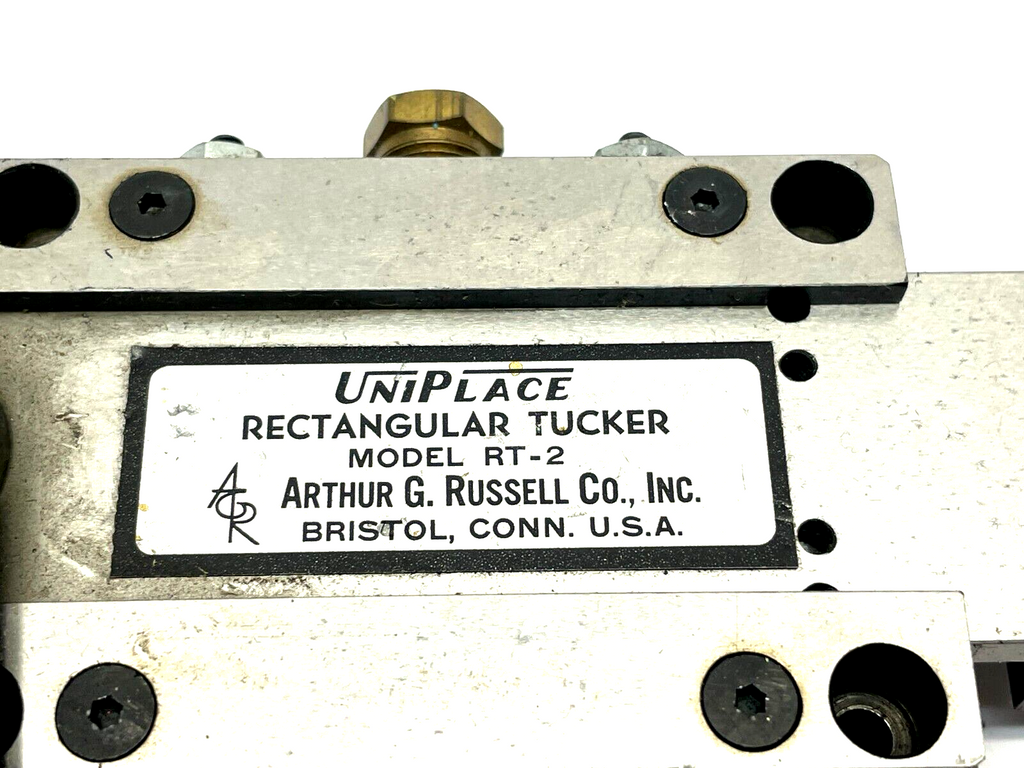 UNIPLACE
RECTANGULAR TUCKER
MODEL RT-2
AGR ARTHUR G. RUSSELL CO., INC.
BRISTOL, CONN. U.S.A.